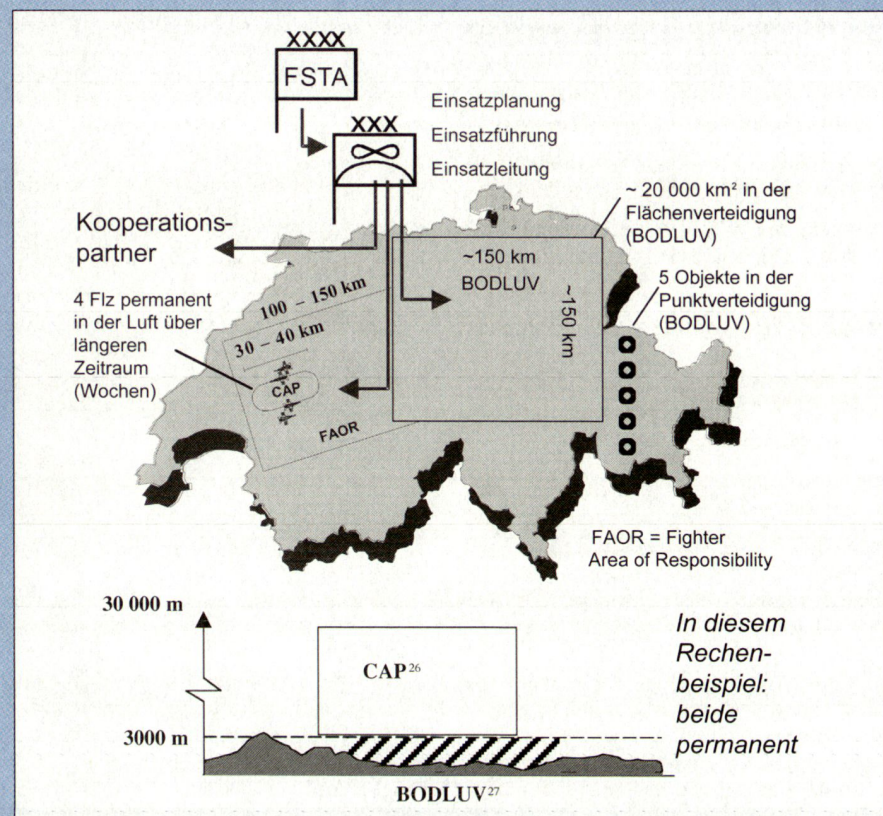 XXXX
FSTA
XXX
Einsatzplanung
Einsatzführung
Einsatzleitung
Kooperations-
partner
~ 20 000 km² in der
Flächenverteidigung
(BODLUV)
~150 km
BODLUV
~150 km
5 Objekte in der
Punktverteidigung
(BODLUV)
4 Flz permanent
in der Luft über
längeren
Zeitraum
(Wochen)
100 – 150 km
30 – 40 km
CAP
FAOR
FAOR = Fighter
Area of Responsibility
30 000 m
CAP²⁶
3000 m
BODLUV²⁷
In diesem
Rechen-
beispiel:
beide
permanent